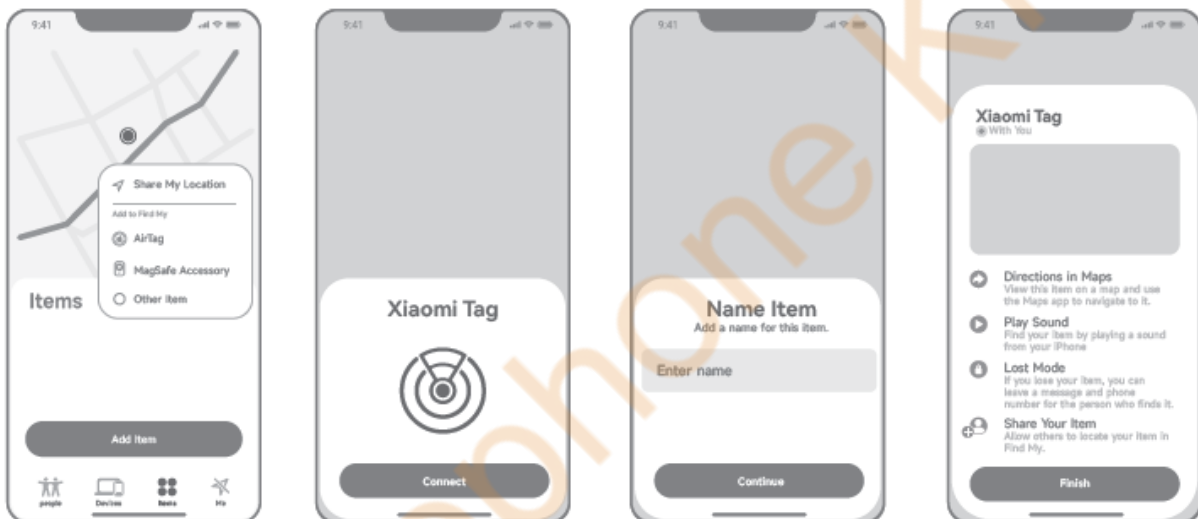 9:41
Share My Location
Add to Find My
AirTag
MagSafe Accessory
Other item
Items
Add Item
people
Devices
Items
Me
9:41
Xiaomi Tag
Connect
9:41
Name Item
Add a name for this item.
Enter name
Continue
9:41
Xiaomi Tag
With You
Directions in Maps
View this item on a map and use
the Maps app to navigate to it.
Play Sound
Find your item by playing a sound
from your iPhone
Lost Mode
If you lose your item, you can
leave a message and phone
number for the person who finds it.
Share Your Item
Allow others to locate your item in
Find My.
Finish